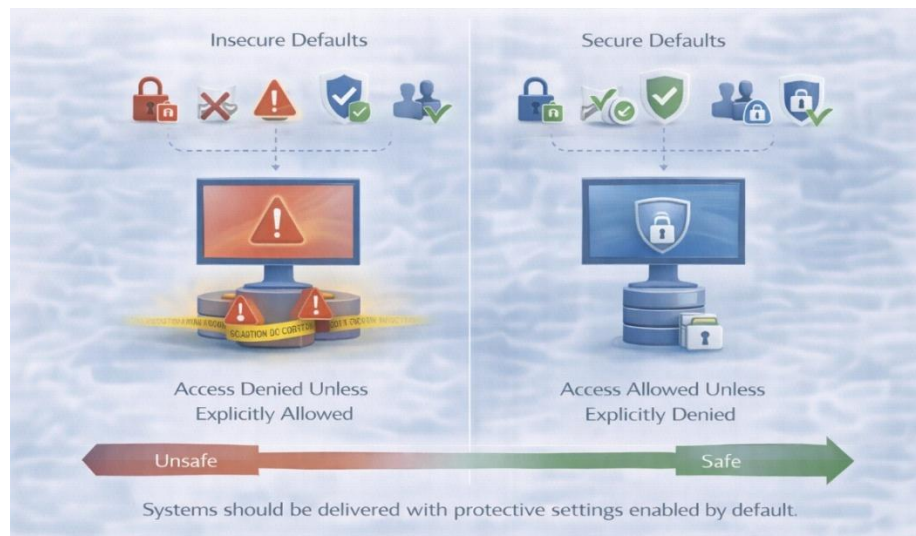 Insecure Defaults
Secure Defaults
Access Denied Unless
Explicitly Allowed
Access Allowed Unless
Explicitly Denied
Unsafe
Safe
Systems should be delivered with protective settings enabled by default.